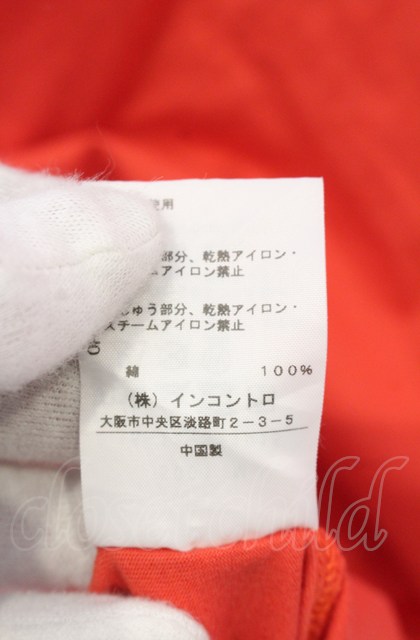 使用
部分、乾熱アイロン・
アイロン禁止
しゅう部分、乾熱アイロン・
スチームアイロン禁止
綿 100%
(株) インコントロ
大阪市中央区淡路町2-3-5
中国製